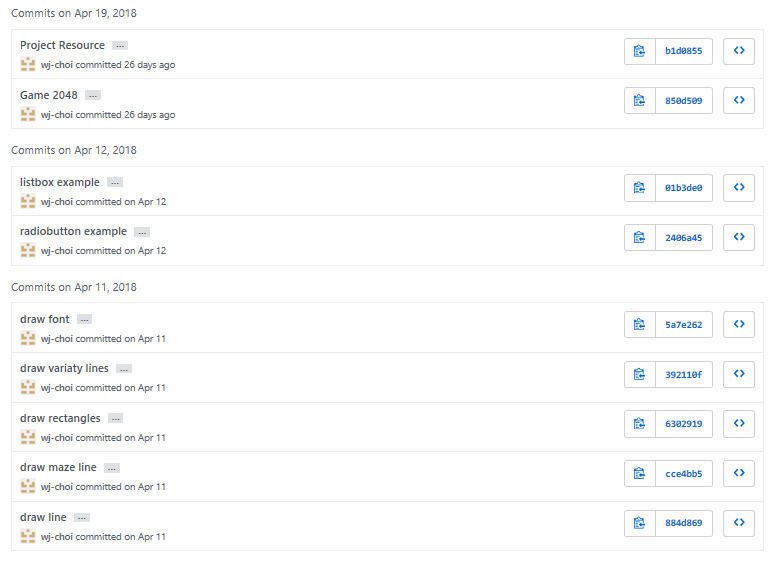 Commits on Apr 19, 2018
Project Resource ...
wj-choi committed 26 days ago
b1d0855
Game 2048 ...
wj-choi committed 26 days ago
850d509
Commits on Apr 12, 2018
listbox example ...
wj-choi committed on Apr 12
01b3de0
radiobutton example ...
wj-choi committed on Apr 12
2406a45
Commits on Apr 11, 2018
draw font ...
wj-choi committed on Apr 11
5a7e262
draw variaty lines ...
wj-choi committed on Apr 11
392110f
draw rectangles ...
wj-choi committed on Apr 11
6302919
draw maze line ...
wj-choi committed on Apr 11
cce4bb5
draw line ...
wj-choi committed on Apr 11
884d869